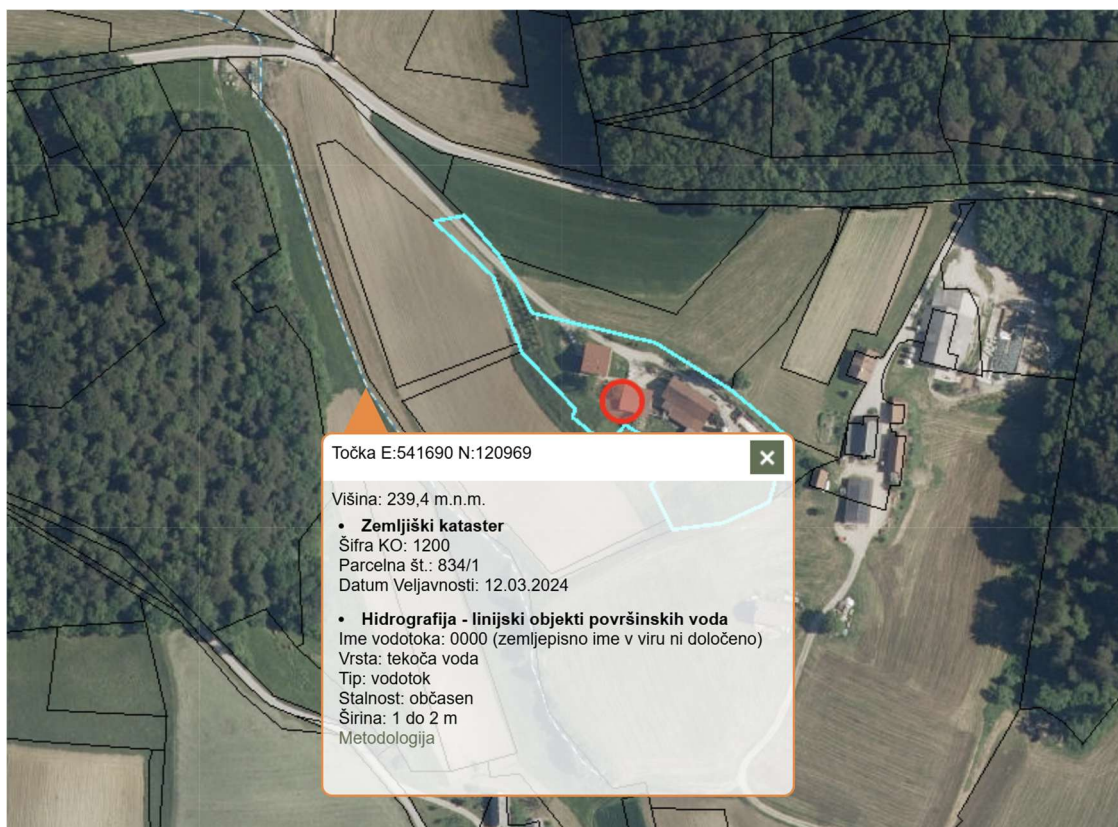 Točka E:541690 N:120969
Višina: 239,4 m.n.m.
• Zemljiški kataster
Šifra KO: 1200
Parcelna št.: 834/1
Datum Veljavnosti: 12.03.2024
• Hidrografija - linijski objekti površinskih voda
Ime vodotoka: 0000 (zemljepisno ime v viru ni določeno)
Vrsta: tekoča voda
Tip: vodotok
Stalnost: občasen
Širina: 1 do 2 m
Metodologija